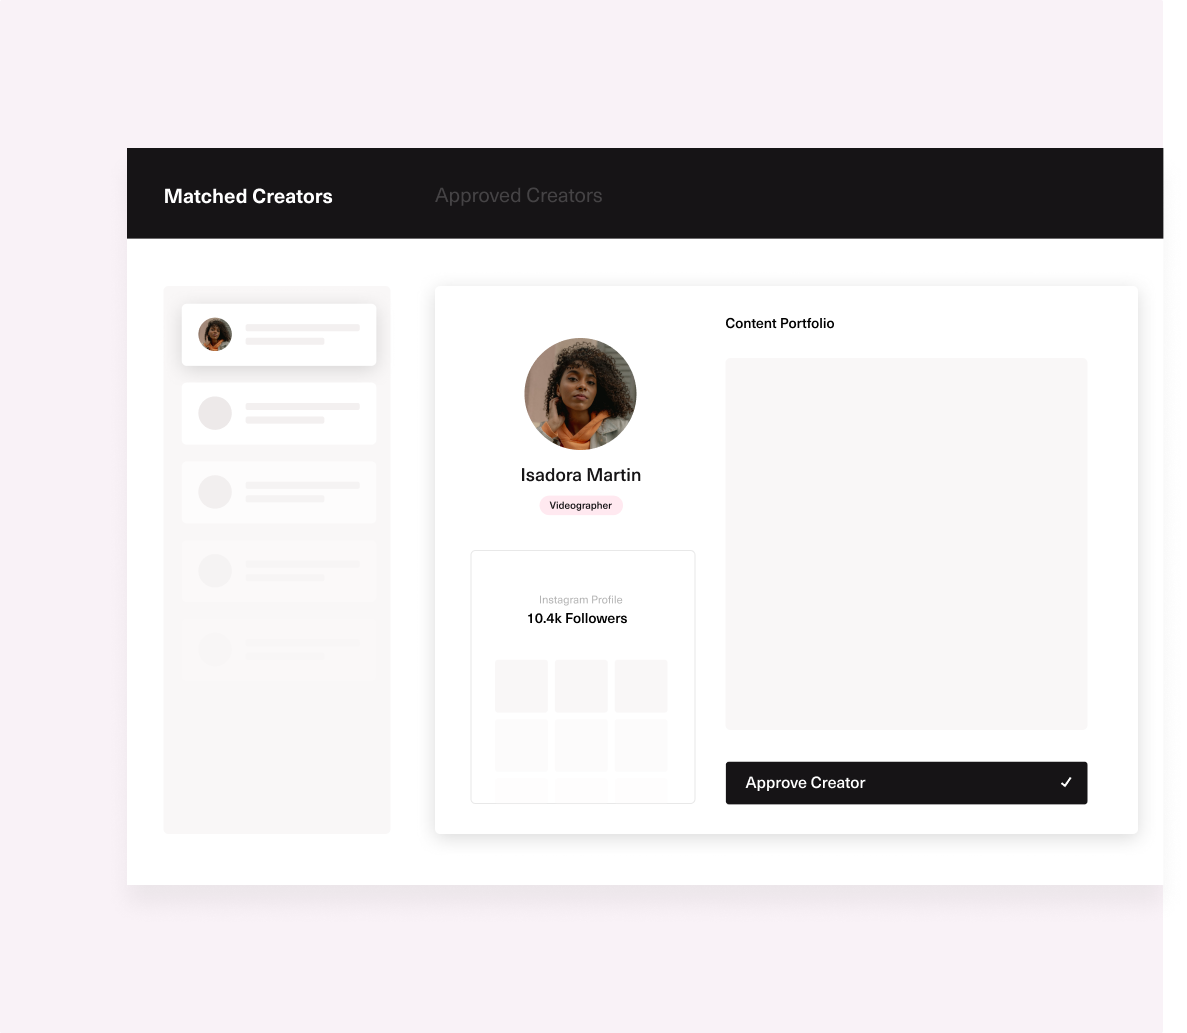 Matched Creators
Approved Creators
Isadora Martin
Videographer
Instagram Profile
10.4k Followers
Content Portfolio
Approve Creator